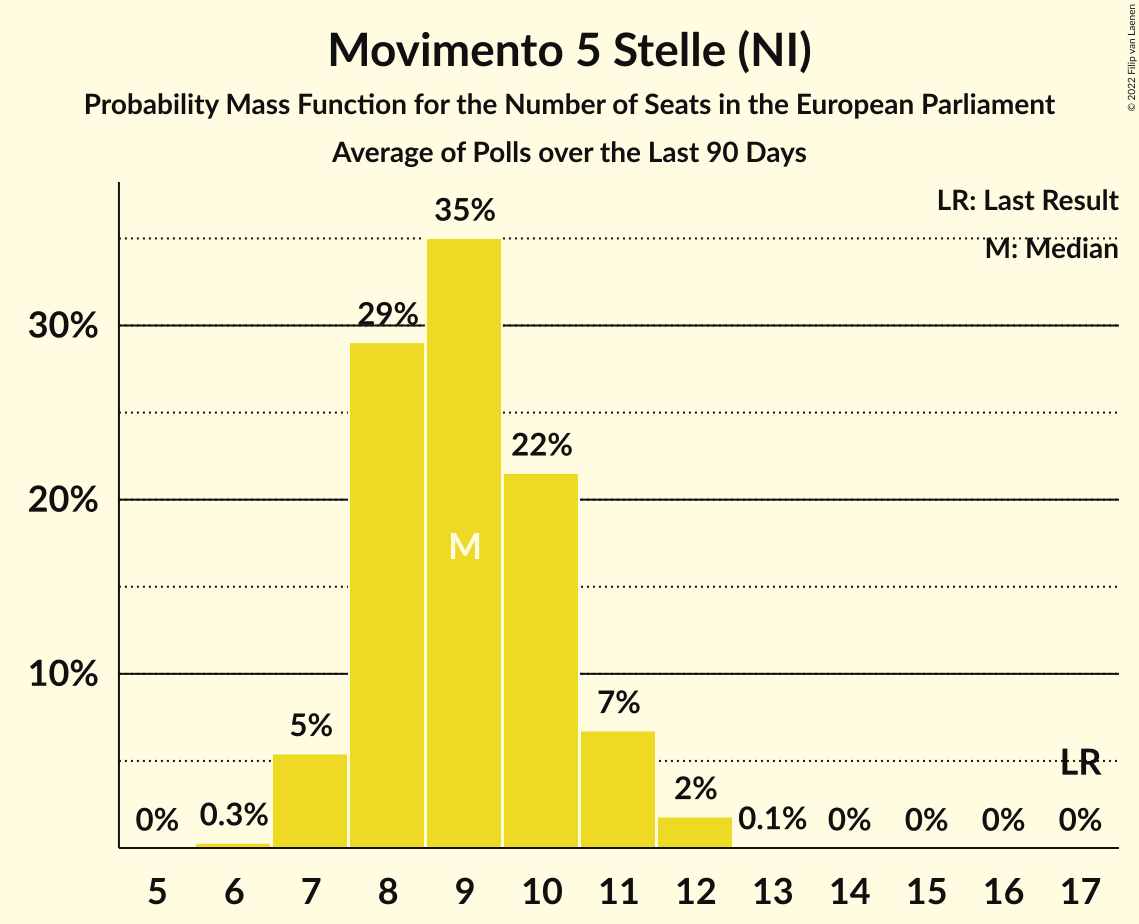 Movimento 5 Stelle (NI)
Probability Mass Function for the Number of Seats in the European Parliament
Average of Polls over the Last 90 Days
© 2022 Filip van Laenen
LR: Last Result
M: Median
35%
29%
30%
22%
20%
M
10%
7%
5%
LR
2%
0% 0.3% 0.1% 0% 0% 0% 0%
5 6 7 8 9 10 11 12 13 14 15 16 17